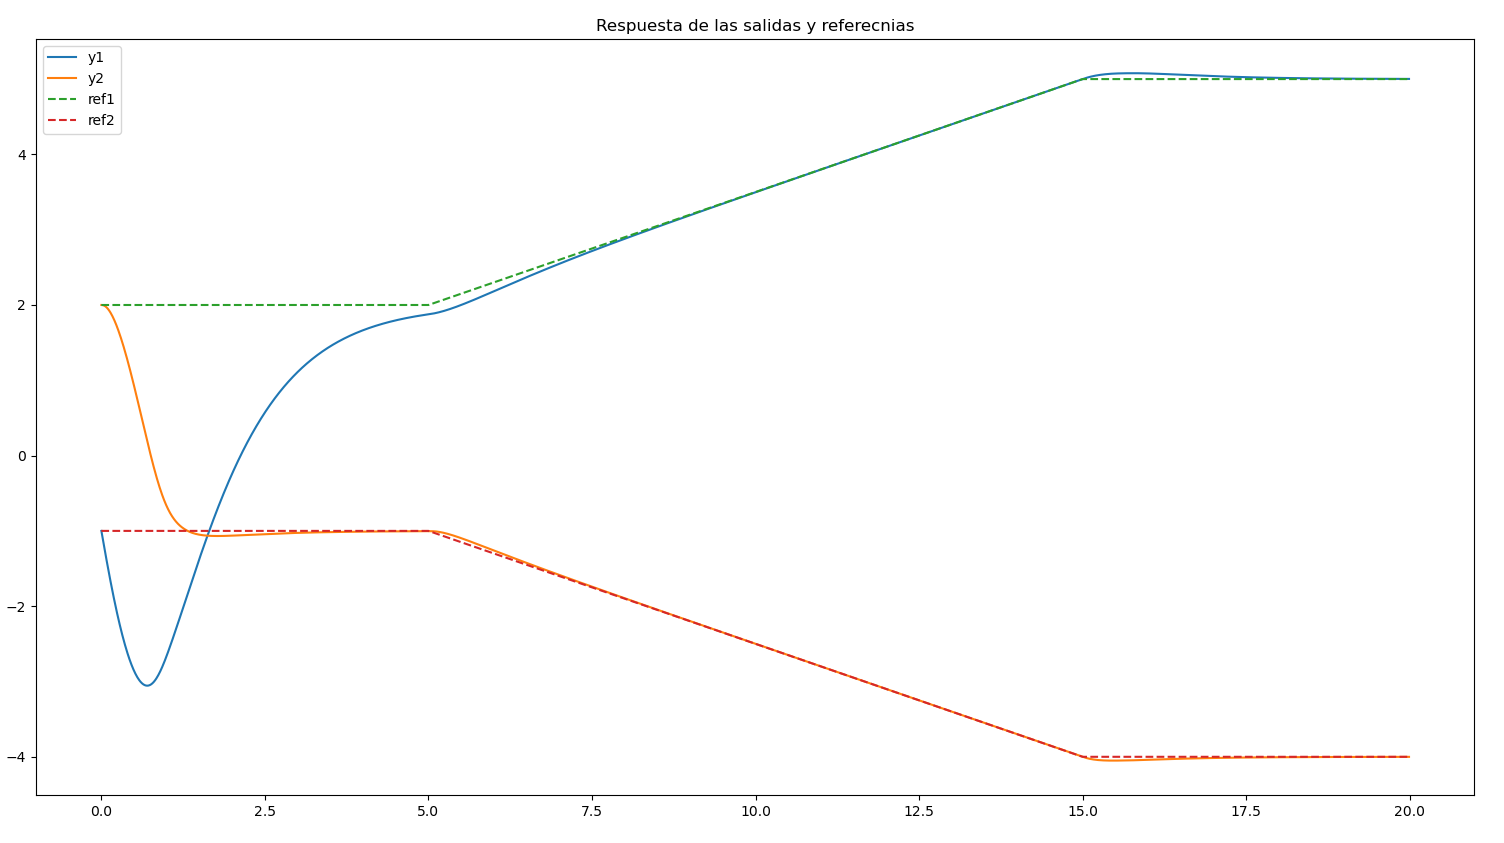 Respuesta de las salidas y referecnias
y1
y2
ref1
ref2
4
2
0
−2
−4
0.0 2.5 5.0 7.5 10.0 12.5 15.0 17.5 20.0